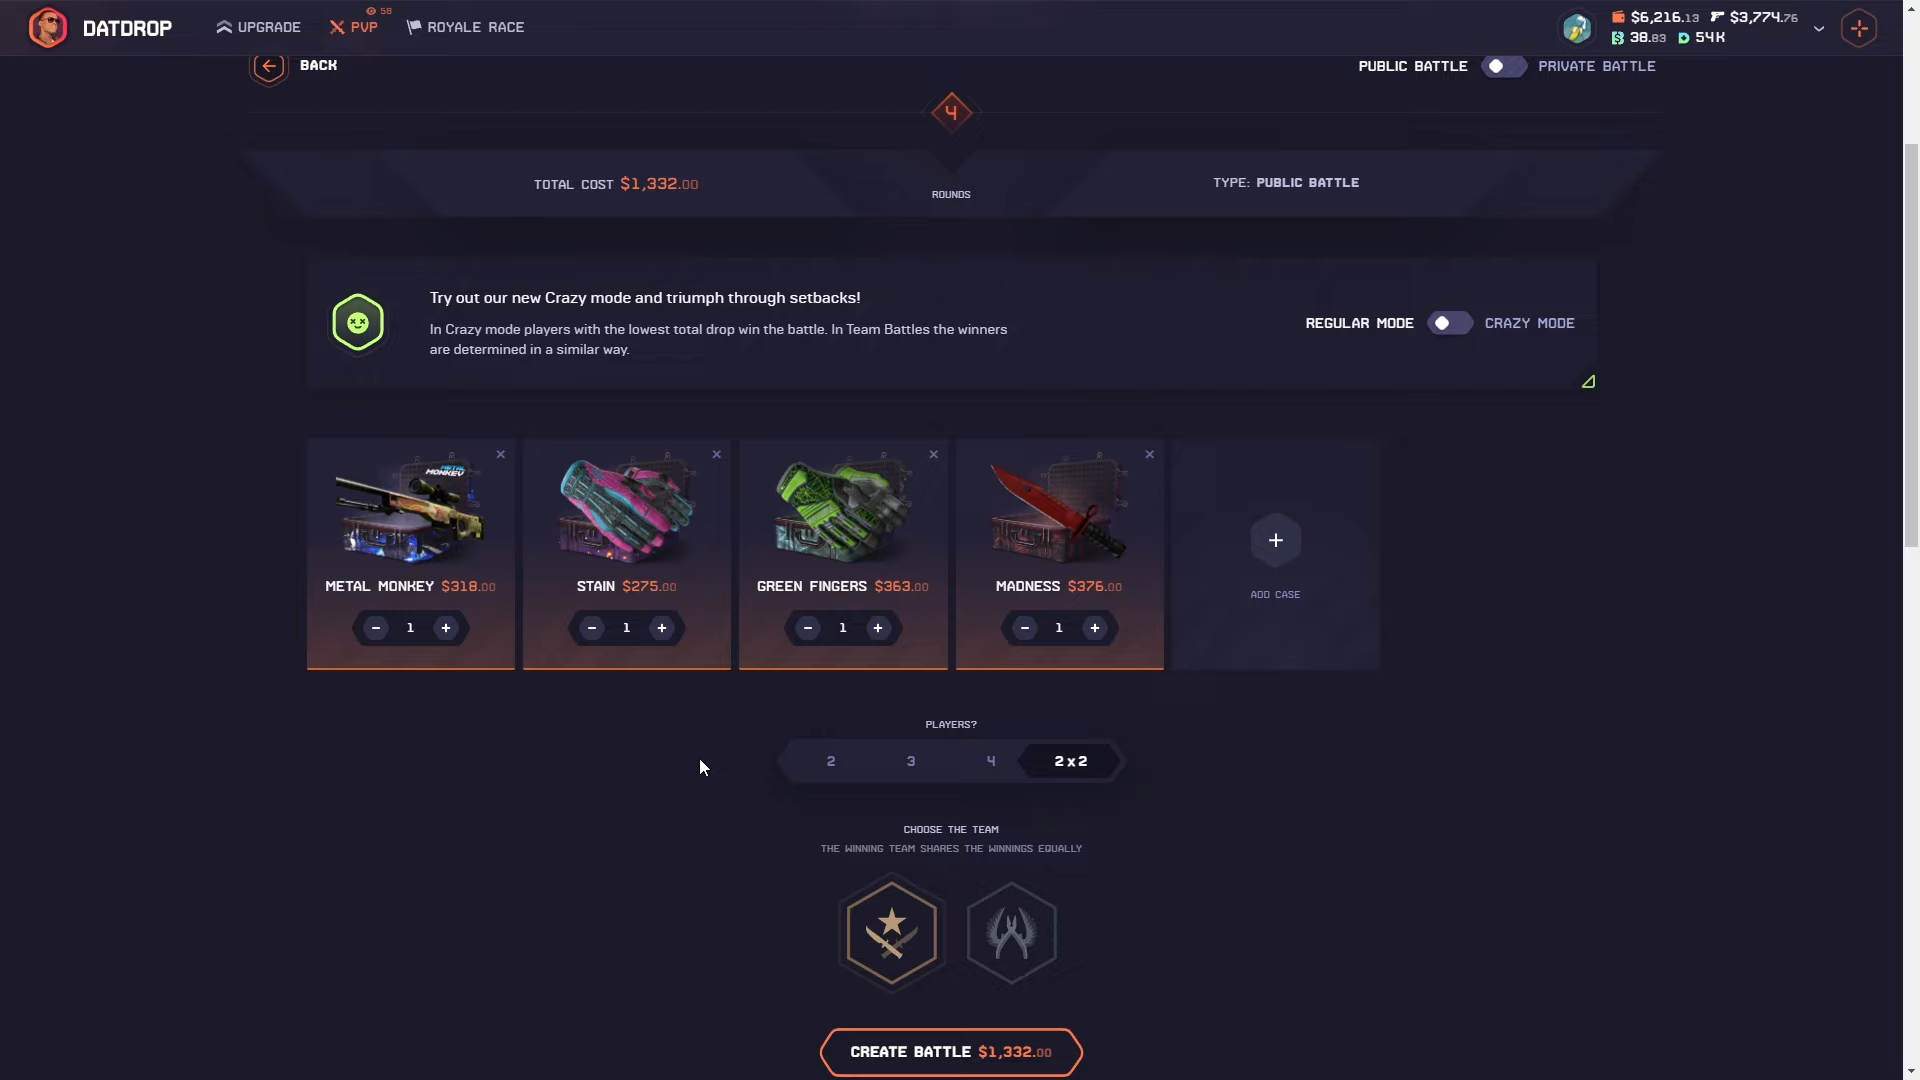 DATDROP
UPGRADE
PVP
58
ROYALE RACE
$6,216.13
$3,774.76
38.83
54K
BACK
PUBLIC BATTLE
PRIVATE BATTLE
4
TOTAL COST $1,332.00
ROUNDS
TYPE: PUBLIC BATTLE
Try out our new Crazy mode and triumph through setbacks!
In Crazy mode players with the lowest total drop win the battle. In Team Battles the winners
are determined in a similar way.
REGULAR MODE
CRAZY MODE
METAL MONKEY
METAL MONKEY $318.00
− 1 +
STAIN $275.00
− 1 +
GREEN FINGERS $363.00
− 1 +
MADNESS $376.00
− 1 +
+
ADD CASE
PLAYERS?
2
3
4
2 x 2
CHOOSE THE TEAM
THE WINNING TEAM SHARES THE WINNINGS EQUALLY
CREATE BATTLE $1,332.00